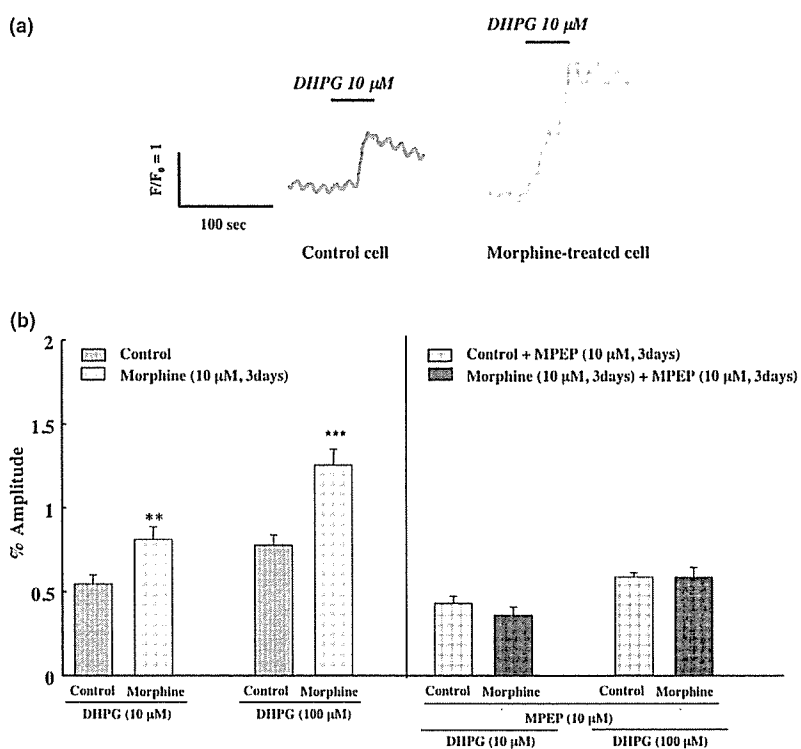 (a)
DHPG 10 µM
DHPG 10 µM
F/F0 = 1
100 sec
Control cell
Morphine-treated cell
(b)
2
1.5
1
0.5
0
% Amplitude
Control
Morphine (10 µM, 3days)
Control + MPEP (10 µM, 3days)
Morphine (10 µM, 3days) + MPEP (10 µM, 3days)
**
***
Control Morphine Control Morphine Control Morphine Control Morphine
DHPG (10 µM) DHPG (100 µM) MPEP (10 µM)
DHPG (10 µM) DHPG (100 µM)